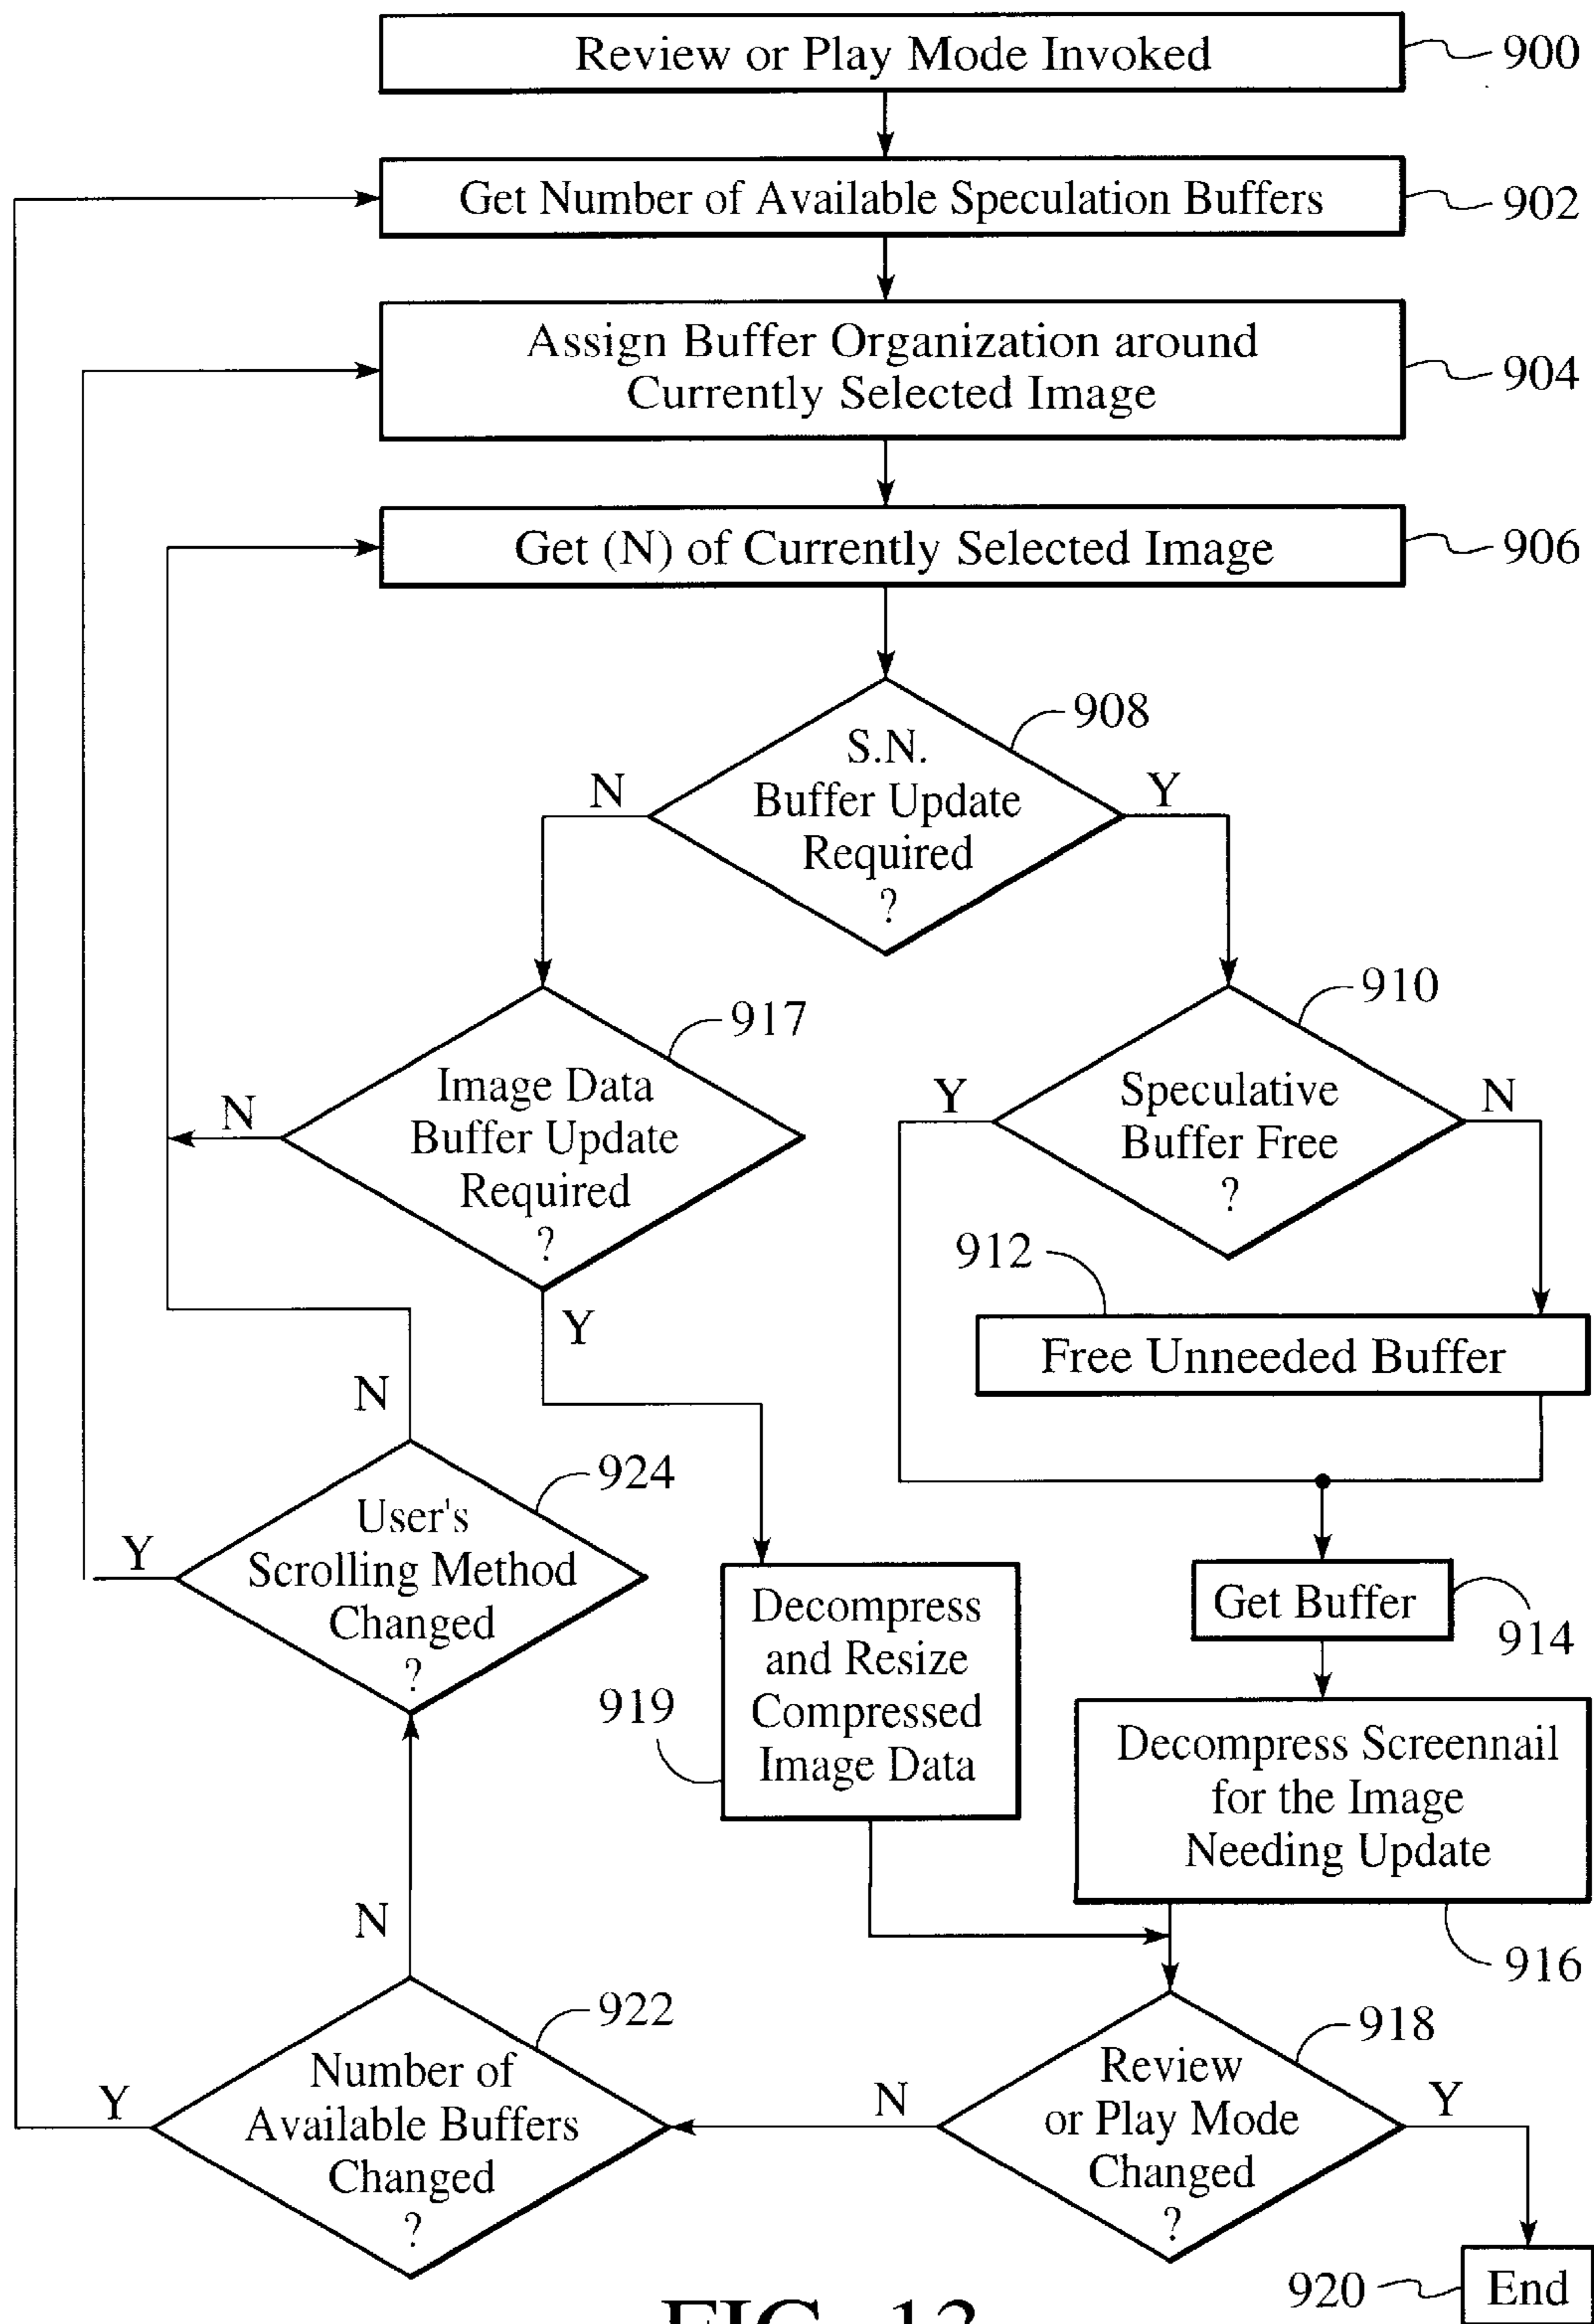 Review or Play Mode Invoked
900
Get Number of Available Speculation Buffers
902
Assign Buffer Organization around
Currently Selected Image
904
Get (N) of Currently Selected Image
906
908
S.N.
Buffer Update
Required
?
N
Y
917
Image Data
Buffer Update
Required
?
N
Y
910
Speculative
Buffer Free
?
Y
N
912
Free Unneeded Buffer
N
924
User's
Scrolling Method
Changed
?
Y
Decompress
and Resize
Compressed
Image Data
919
Get Buffer
914
Decompress Screennail
for the Image
Needing Update
916
N
922
Number of
Available Buffers
Changed
?
Y
918
Review
or Play Mode
Changed
?
N
Y
920
End
FIG. 13